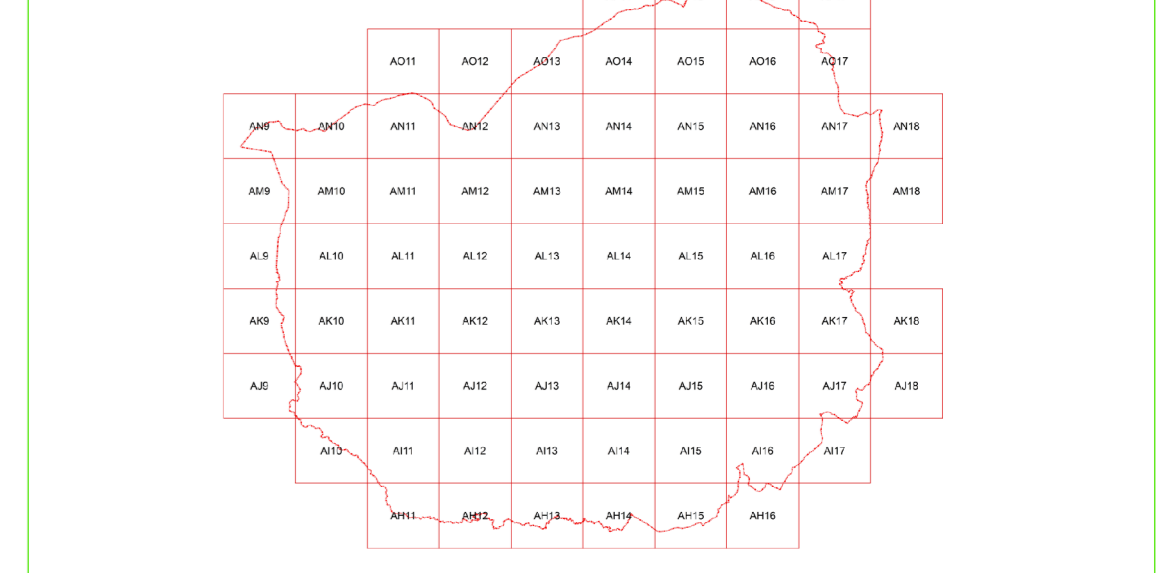 AO11 AO12 AO13 AO14 AO15 AO16 AO17
AN9 AN10 AN11 AN12 AN13 AN14 AN15 AN16 AN17 AN18
AM9 AM10 AM11 AM12 AM13 AM14 AM15 AM16 AM17 AM18
AL9 AL10 AL11 AL12 AL13 AL14 AL15 AL16 AL17
AK9 AK10 AK11 AK12 AK13 AK14 AK15 AK16 AK17 AK18
AJ9 AJ10 AJ11 AJ12 AJ13 AJ14 AJ15 AJ16 AJ17 AJ18
AI10 AI11 AI12 AI13 AI14 AI15 AI16 AI17
AH11 AH12 AH13 AH14 AH15 AH16